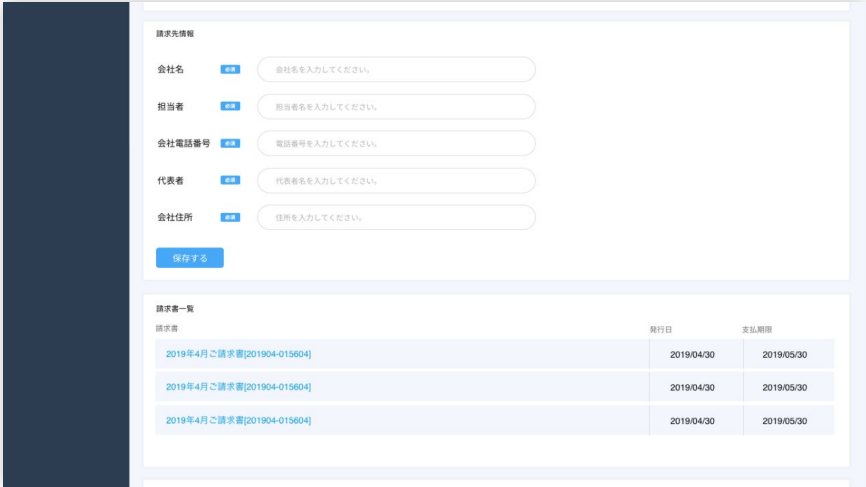 請求先情報
会社名 必須 会社名を入力してください。
担当者 必須 担当者名を入力してください。
会社電話番号 必須 電話番号を入力してください。
代表者 必須 代表者名を入力してください。
会社住所 必須 住所を入力してください。
保存する
請求書一覧
請求書 発行日 支払期限
2019年4月ご請求書[201904-015604] 2019/04/30 2019/05/30
2019年4月ご請求書[201904-015604] 2019/04/30 2019/05/30
2019年4月ご請求書[201904-015604] 2019/04/30 2019/05/30